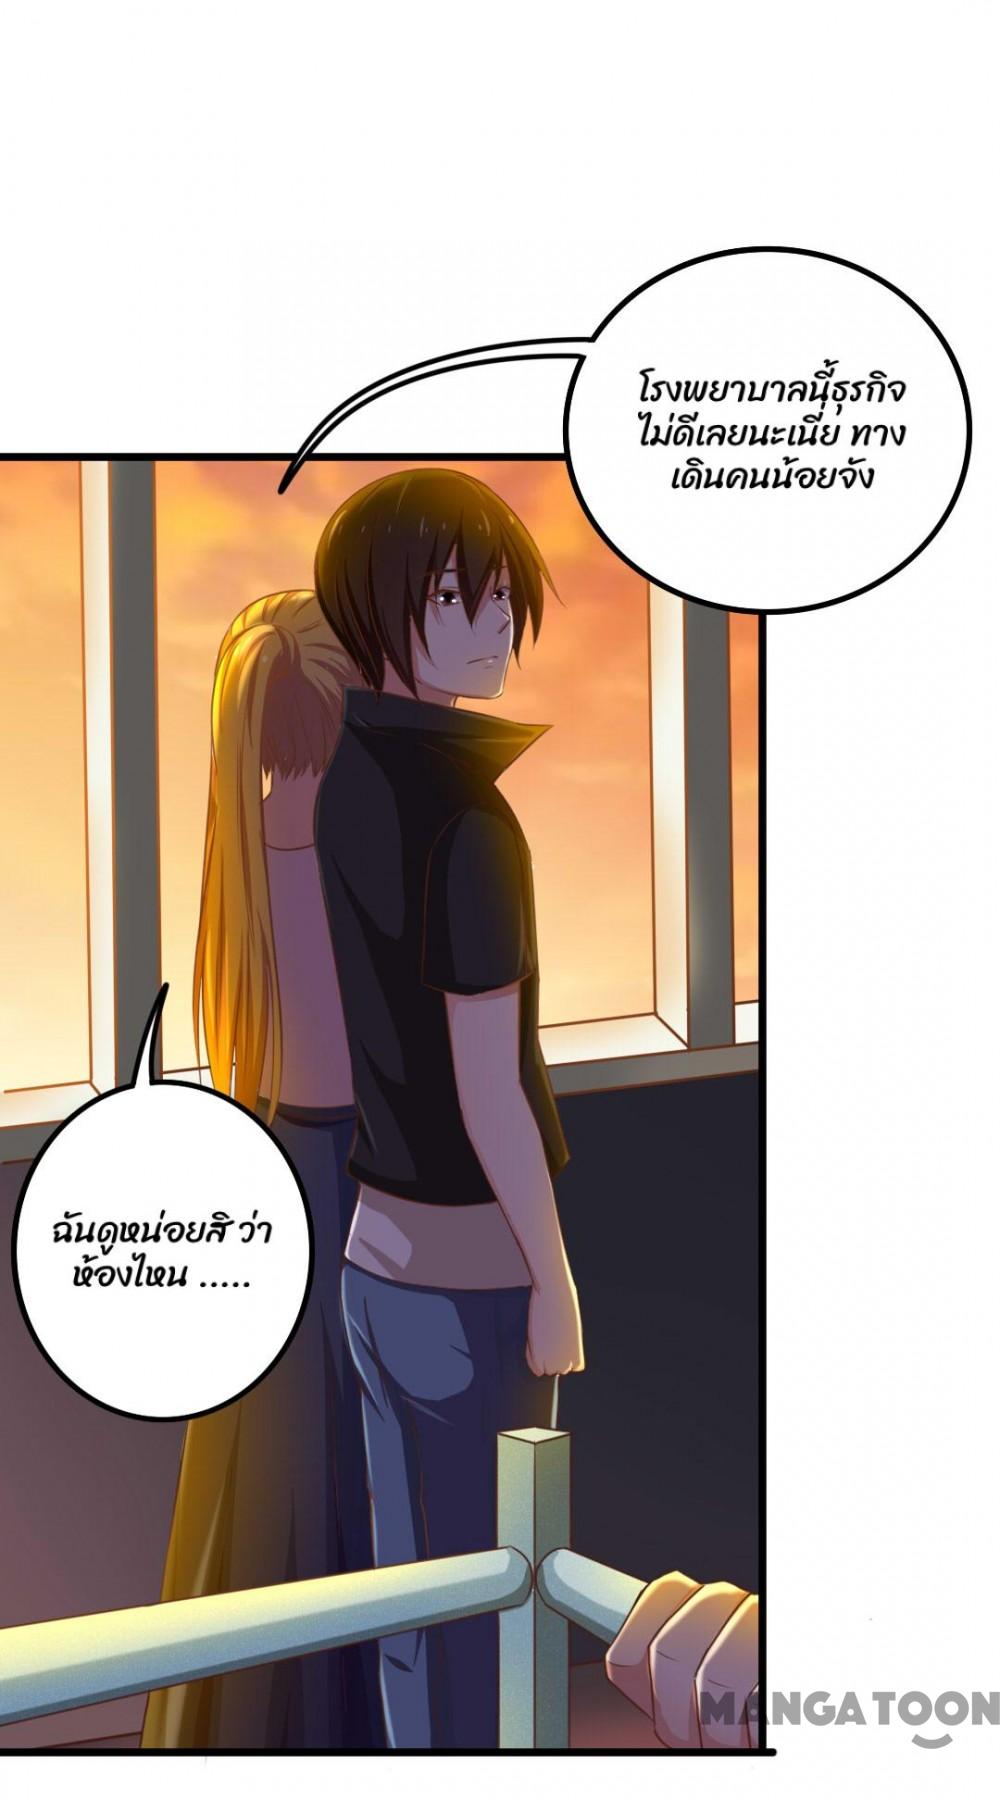 โรงพยาบาลนี้ธุรกิจ
ไม่ดีเลยนะเนี่ย ทาง
เดินคนน้อยจัง
ฉันดูหน่อยสิ ว่า
ห้องไหน .....
MANGATOON